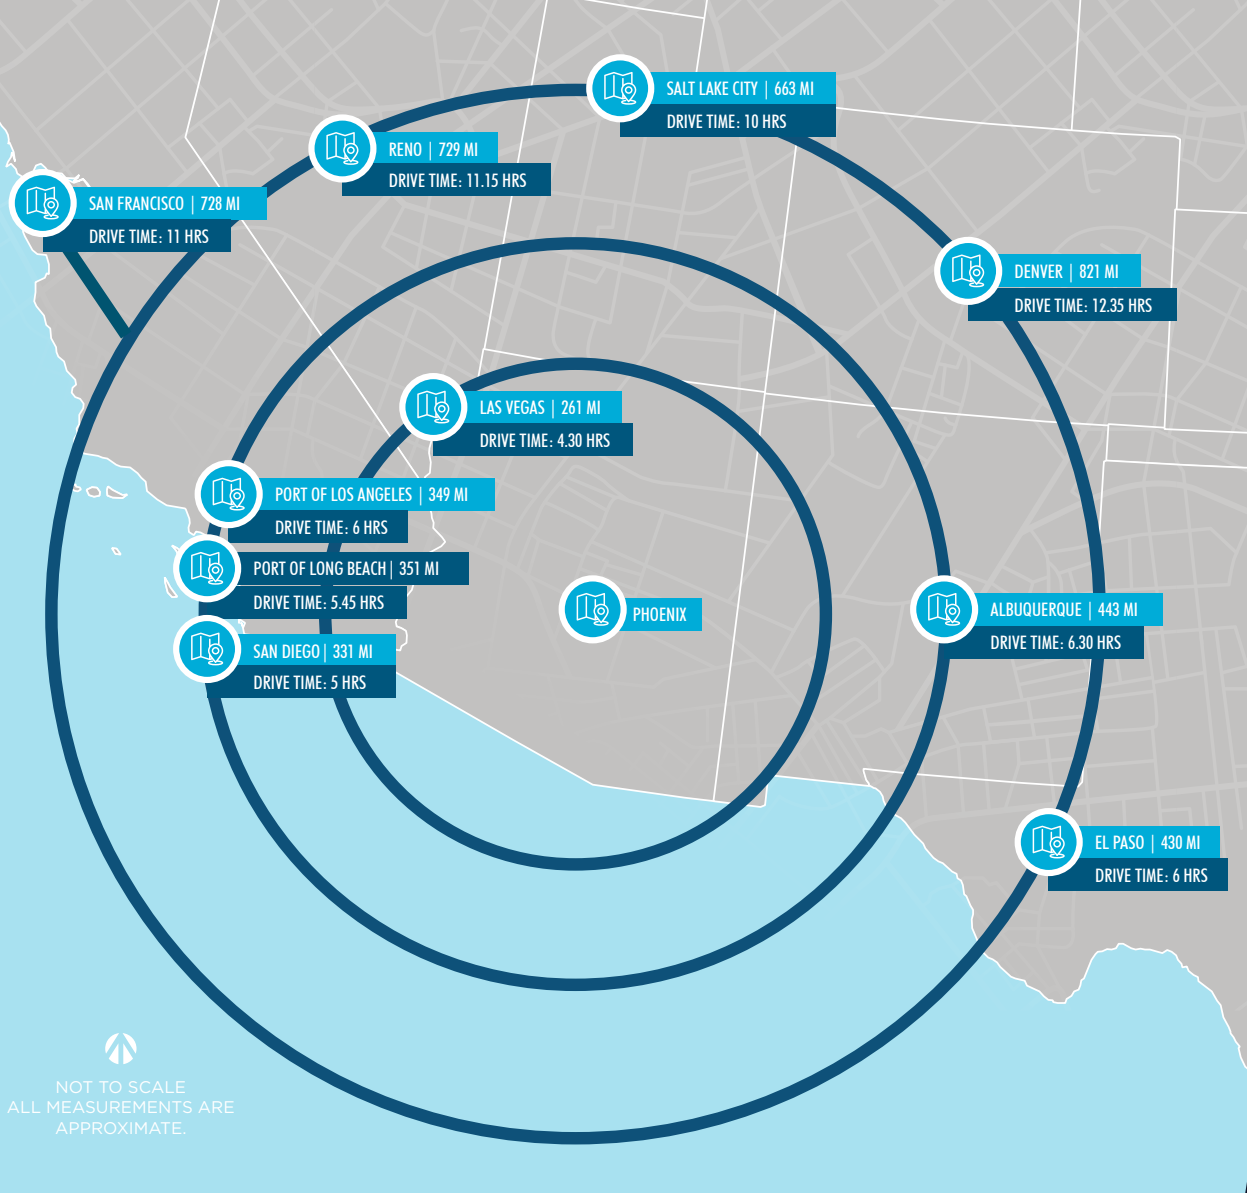 SALT LAKE CITY | 663 MI
DRIVE TIME: 10 HRS
RENO | 729 MI
DRIVE TIME: 11.15 HRS
SAN FRANCISCO | 728 MI
DRIVE TIME: 11 HRS
DENVER | 821 MI
DRIVE TIME: 12.35 HRS
LAS VEGAS | 261 MI
DRIVE TIME: 4.30 HRS
PORT OF LOS ANGELES | 349 MI
DRIVE TIME: 6 HRS
PORT OF LONG BEACH | 351 MI
DRIVE TIME: 5.45 HRS
PHOENIX
ALBUQUERQUE | 443 MI
DRIVE TIME: 6.30 HRS
SAN DIEGO | 331 MI
DRIVE TIME: 5 HRS
EL PASO | 430 MI
DRIVE TIME: 6 HRS
NOT TO SCALE
ALL MEASUREMENTS ARE
APPROXIMATE.